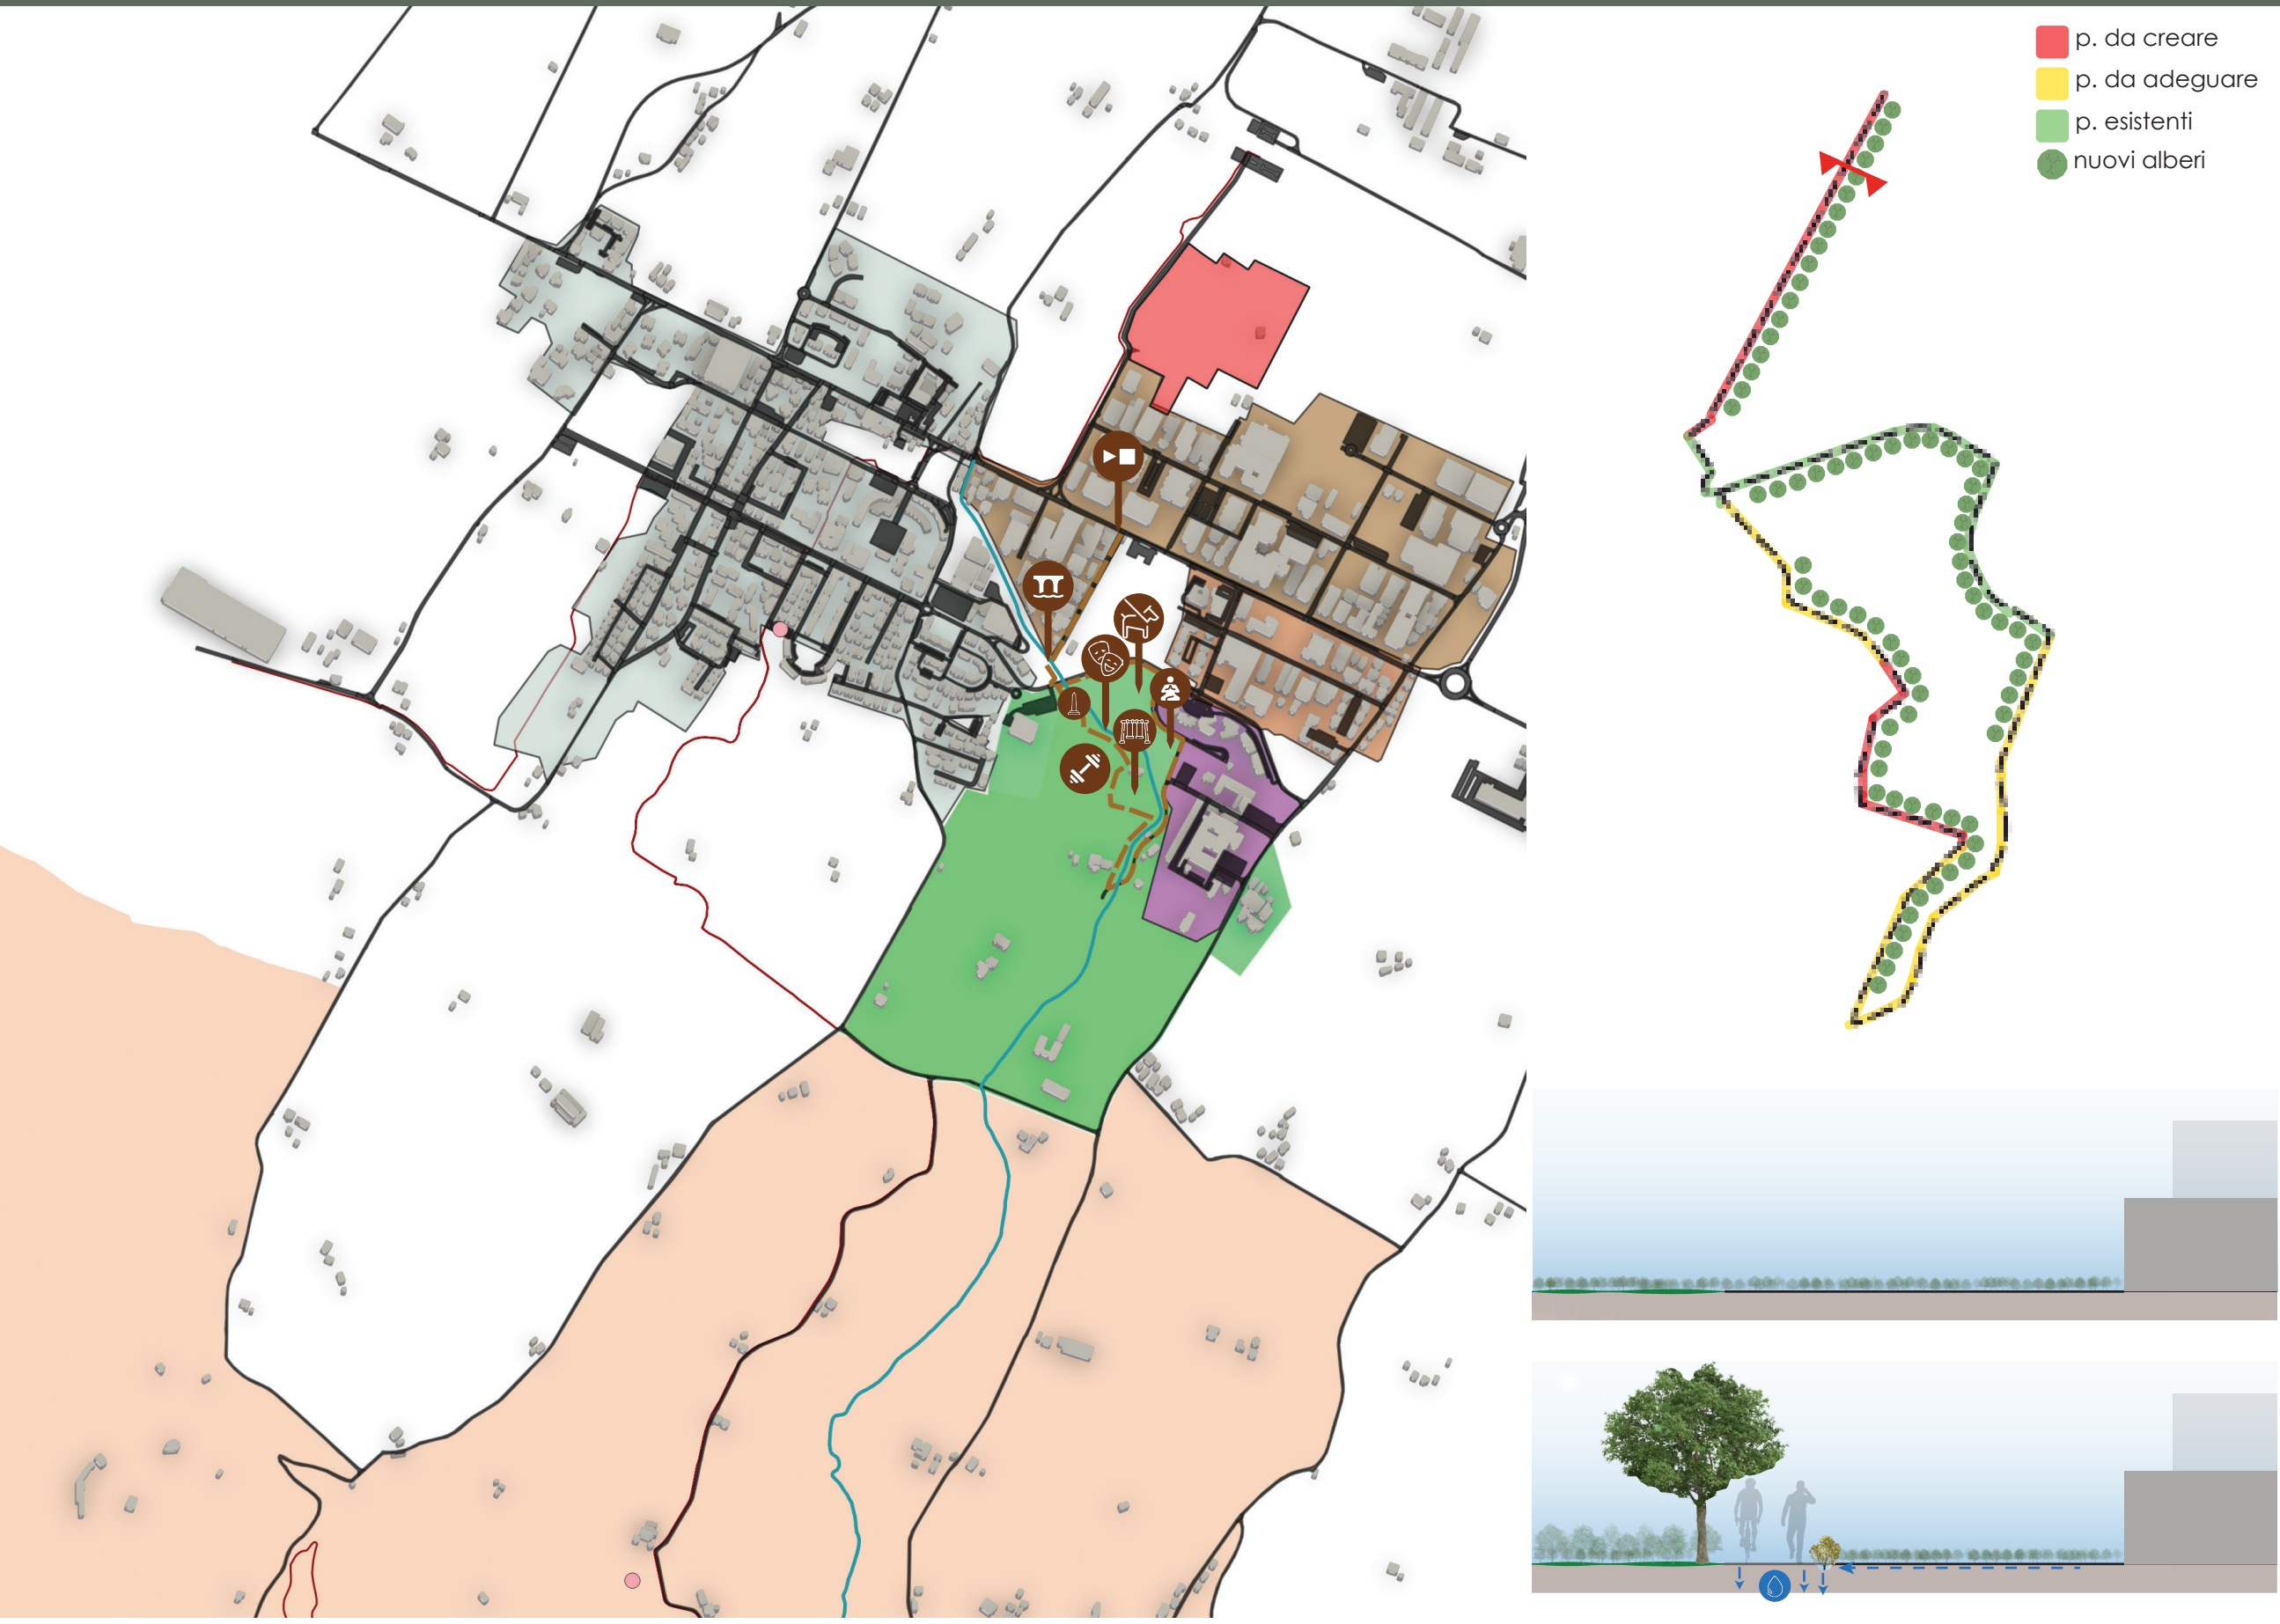 p. da creare
p. da adeguare
p. esistenti
nuovi alberi